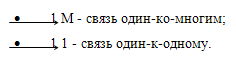 • 1, М - связь один-ко-многим;
• 1, 1 - связь один-к-одному.